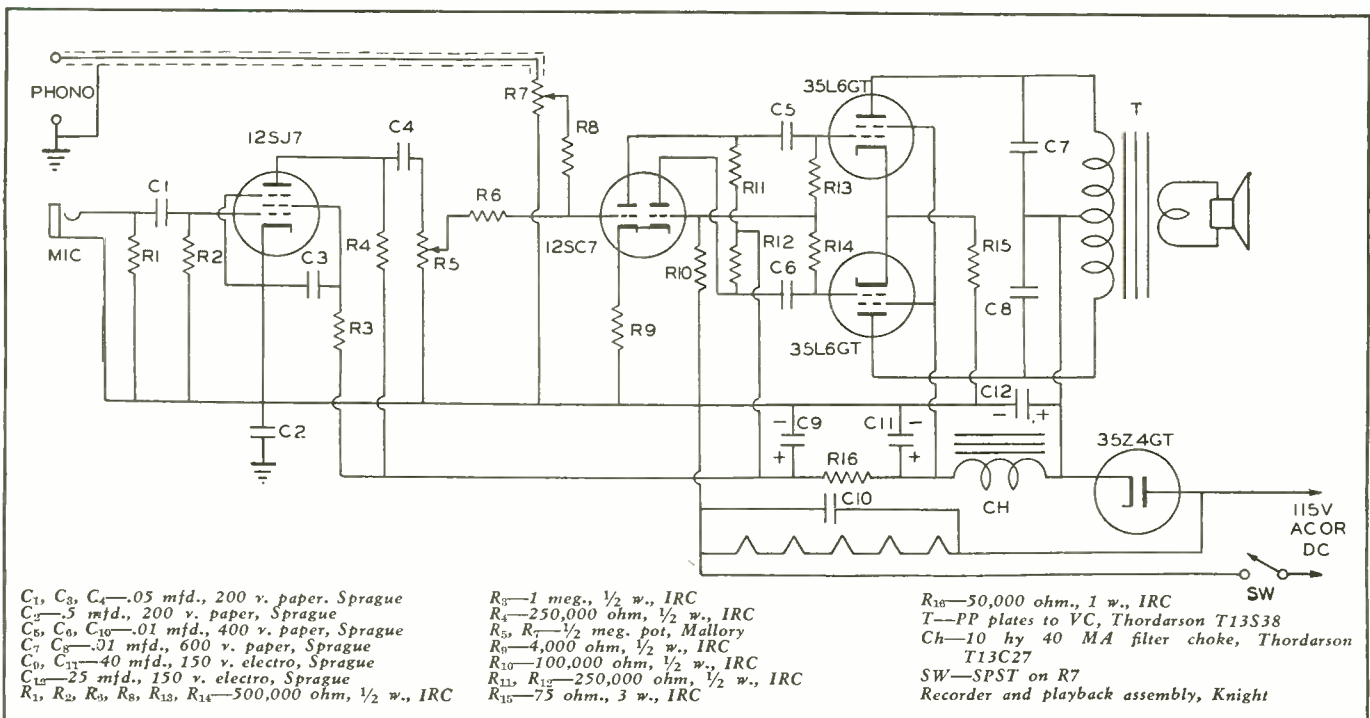 PHONO
MIC
C1
R1
R2
12SJ7
C3
C2
R3
R4
C4
R5
R6
R7
R8
12SC7
R9
R10
R11
R12
C5
C6
R13
R14
35L6GT
35L6GT
R15
C7
C8
T
C9
C11
R16
C10
C12
CH
35Z4GT
115V
AC OR
DC
SW
C₁, C₃, C₄—.05 mfd., 200 v. paper. Sprague
C₂—.5 mfd., 200 v. paper, Sprague
C₅, C₆, C₁₀—.01 mfd., 400 v. paper, Sprague
C₇ C₈—.01 mfd., 600 v. paper, Sprague
C₉, C₁₁—40 mfd., 150 v. electro, Sprague
C₁₂—25 mfd., 150 v. electro, Sprague
R₁, R₂, R₆, R₈, R₁₃, R₁₄—500,000 ohm, ½ w., IRC
R₃—1 meg., ½ w., IRC
R₄—250,000 ohm, ½ w., IRC
R₅, R₇—½ meg. pot, Mallory
R₉—4,000 ohm, ½ w., IRC
R₁₀—100,000 ohm, ½ w., IRC
R₁₁, R₁₂—250,000 ohm, ½ w., IRC
R₁₅—75 ohm., 3 w., IRC
R₁₆—50,000 ohm., 1 w., IRC
T—PP plates to VC, Thordarson T13S38
Ch—10 hy 40 MA filter choke, Thordarson
T13C27
SW—SPST on R7
Recorder and playback assembly, Knight